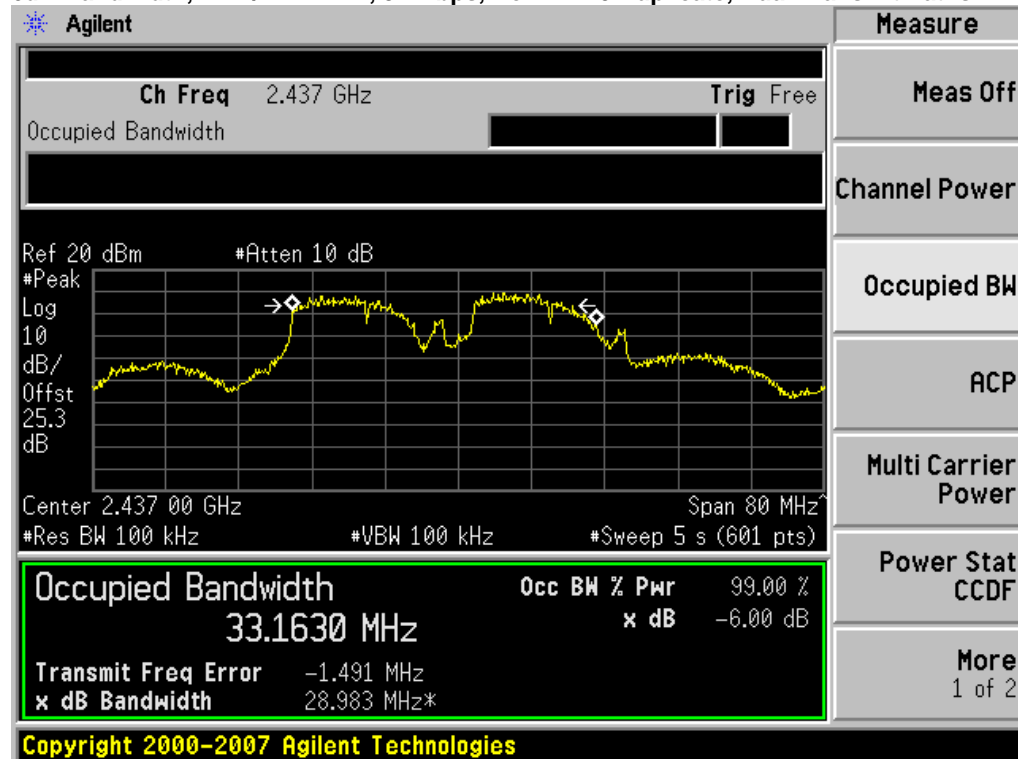 Agilent
Measure
Ch Freq 2.437 GHz Trig Free
Occupied Bandwidth
Meas Off
Channel Power
Occupied BW
ACP
Multi Carrier
Power
Power Stat
CCDF
More
1 of 2
Ref 20 dBm #Atten 10 dB
#Peak
Log
10
dB/
Offst
25.3
dB
Center 2.437 00 GHz Span 80 MHz^
#Res BW 100 kHz #VBW 100 kHz #Sweep 5 s (601 pts)
Occupied Bandwidth Occ BW % Pwr 99.00 %
33.1630 MHz x dB -6.00 dB
Transmit Freq Error -1.491 MHz
x dB Bandwidth 28.983 MHz*
Copyright 2000-2007 Agilent Technologies